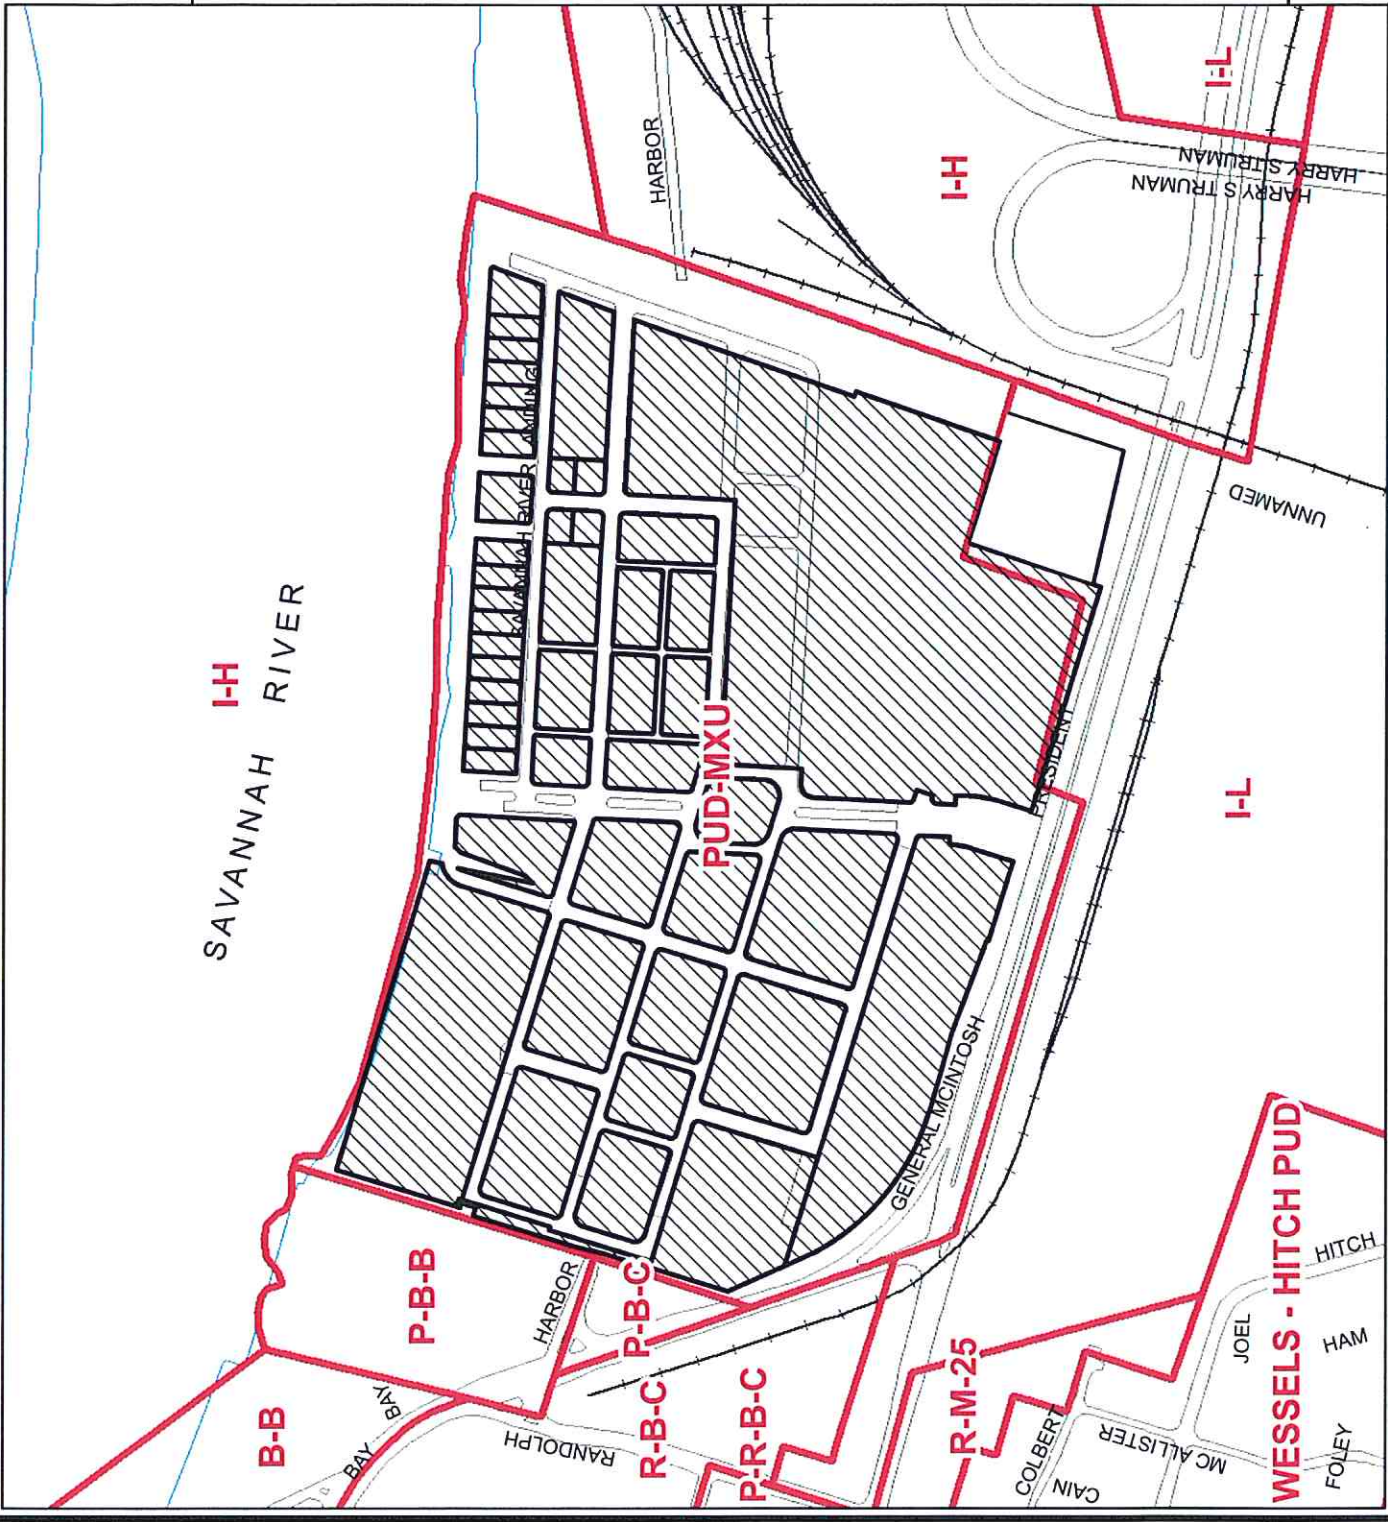 I-H
SAVANNAH RIVER
I-H
I-L
HARBOR
HARRY S TRUMAN
HARRY S TRUMAN
SAVANNAH RIVER LANDING
PUD-MXU
UNNAMED
PRESIDENT
I-L
GENERAL MCINTOSH
P-B-B
HARBOR
P-B-C
B-B
BAY
BAY
RANDOLPH
R-B-C
P-R-B-C
R-M-25
COLBERT
CAIN
MC ALLISTER
JOEL
HITCH
HAM
FOLEY
WESSELS - HITCH PUD